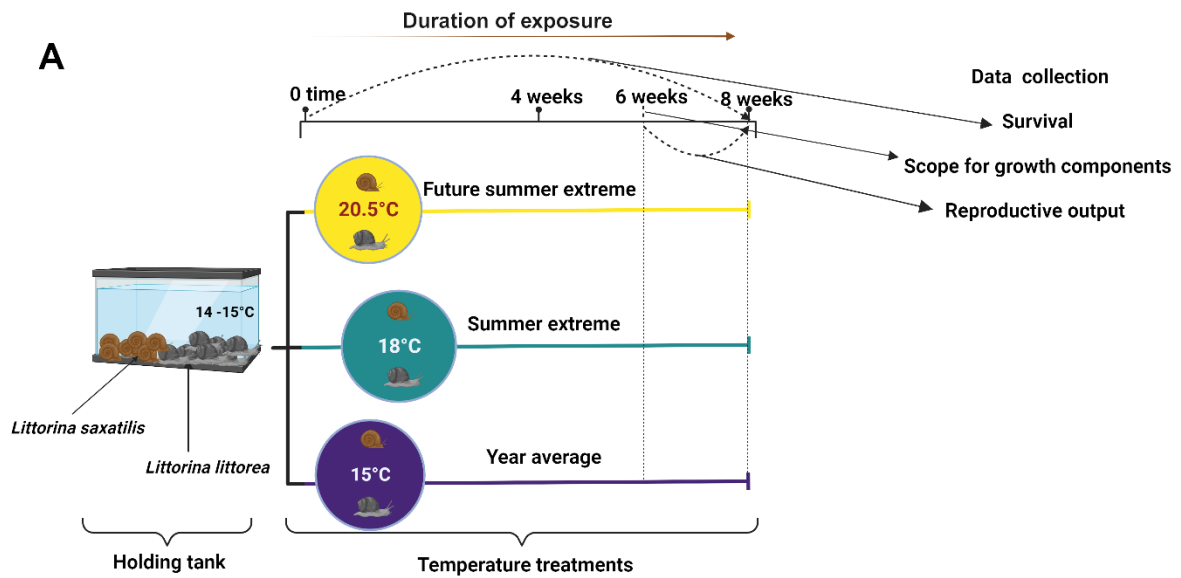 A
Duration of exposure
0 time
4 weeks
6 weeks
8 weeks
Data collection
Survival
Scope for growth components
Reproductive output
Future summer extreme
20.5°C
14 -15°C
Summer extreme
18°C
Littorina saxatilis
Littorina littorea
Year average
15°C
Holding tank
Temperature treatments